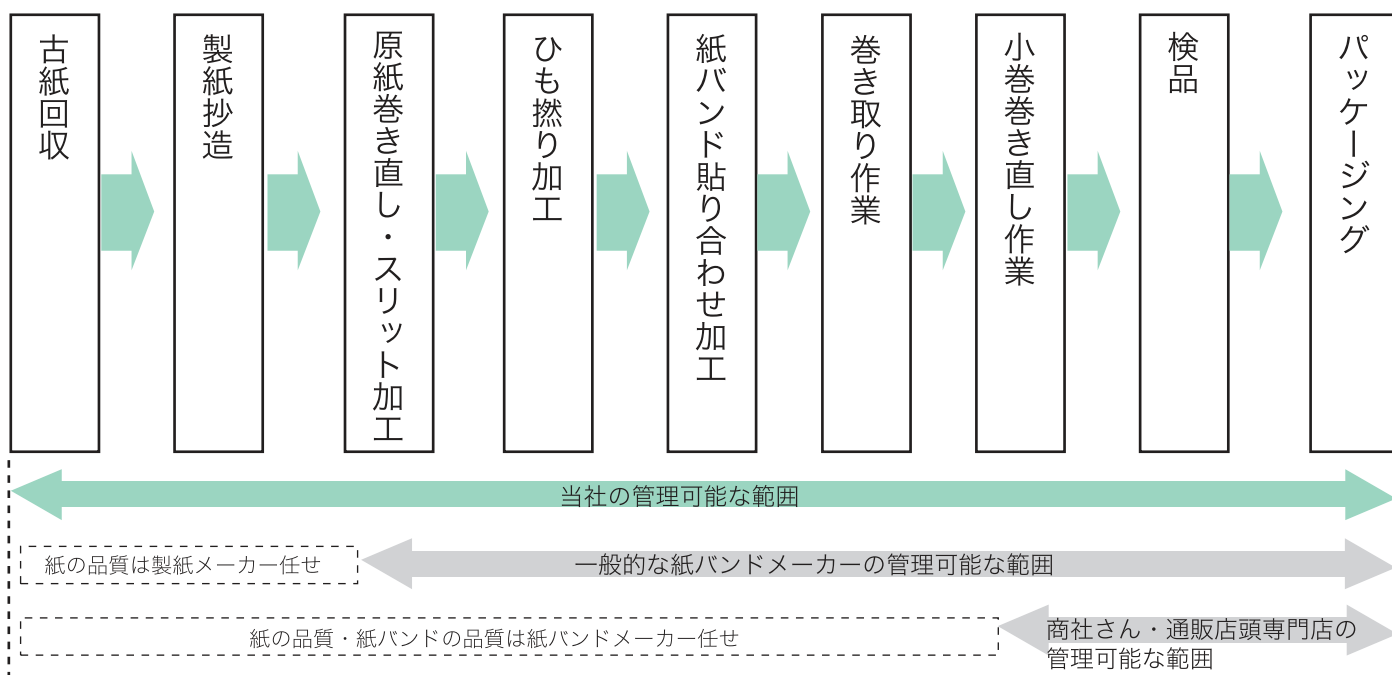 古紙回収
製紙抄造
原紙巻き直し・スリット加工
ひも撚り加工
紙バンド貼り合わせ加工
巻き取り作業
小巻巻き直し作業
検品
パッケージング
当社の管理可能な範囲
紙の品質は製紙メーカー任せ
一般的な紙バンドメーカーの管理可能な範囲
紙の品質・紙バンドの品質は紙バンドメーカー任せ
商社さん・通販店頭専門店の
管理可能な範囲